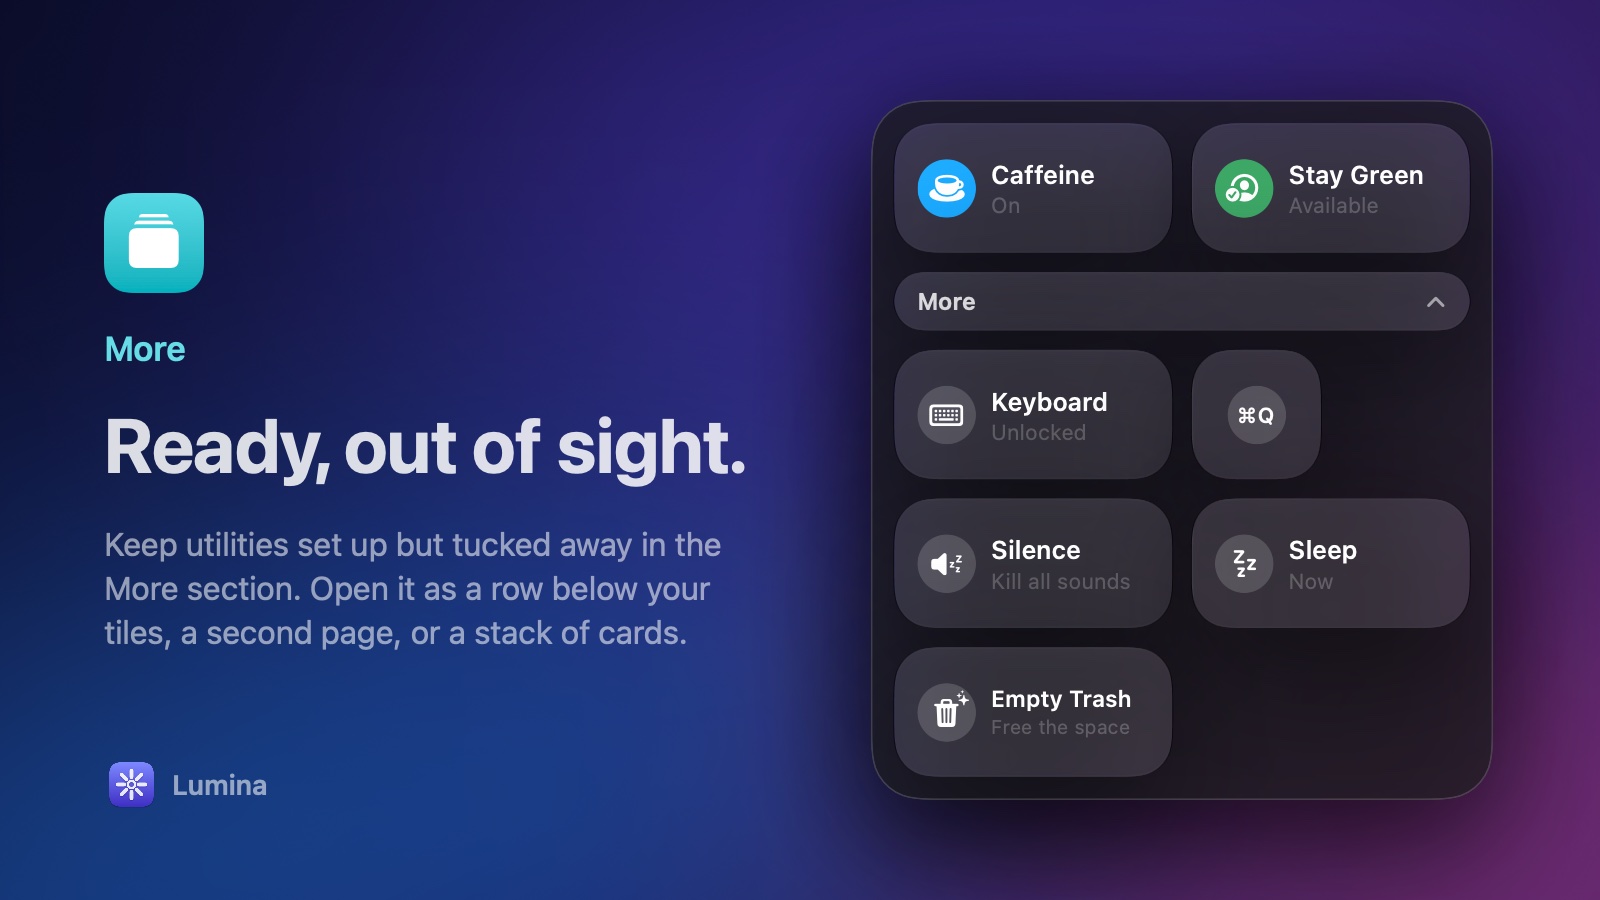 More
Ready, out of sight.
Keep utilities set up but tucked away in the
More section. Open it as a row below your
tiles, a second page, or a stack of cards.
Lumina
Caffeine
On
Stay Green
Available
More
Keyboard
Unlocked
⌘Q
Silence
Kill all sounds
Zzz
Sleep
Now
Empty Trash
Free the space